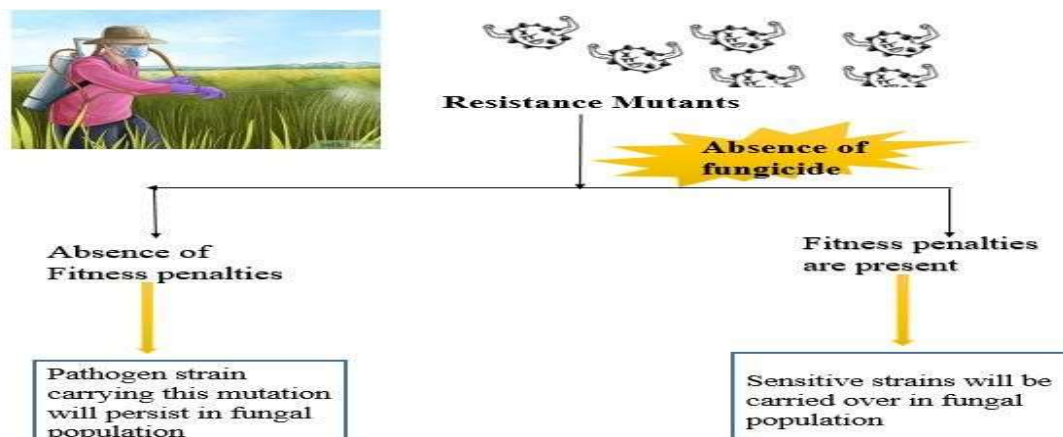 Resistance Mutants
Absence of
fungicide
Absence of
Fitness penalties
Fitness penalties
are present
Pathogen strain
carrying this mutation
will persist in fungal
population
Sensitive strains will be
carried over in fungal
population